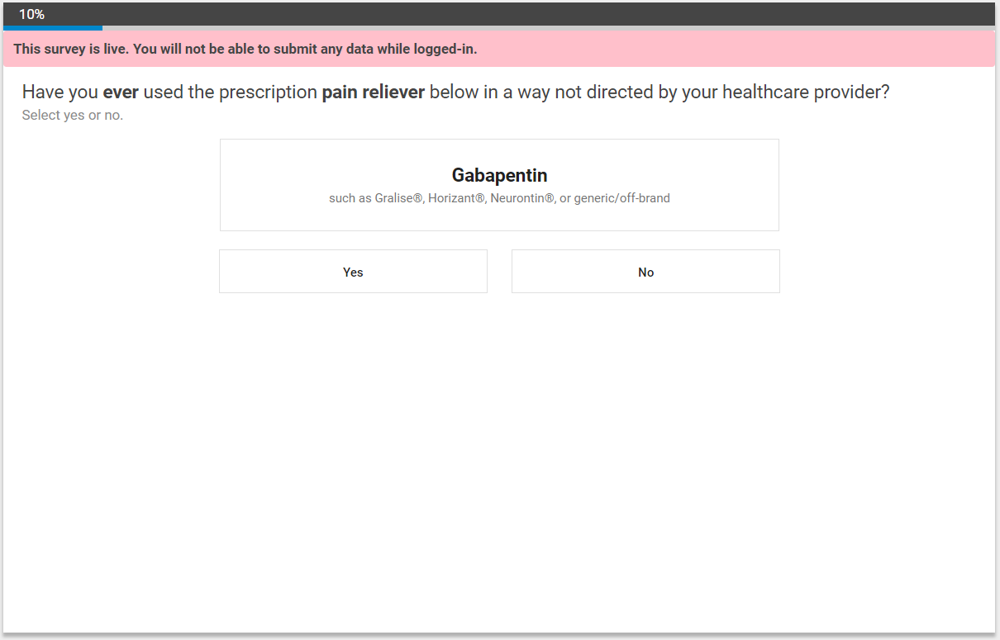 10%
This survey is live. You will not be able to submit any data while logged-in.
Have you ever used the prescription pain reliever below in a way not directed by your healthcare provider?
Select yes or no.
Gabapentin
such as Gralise®, Horizant®, Neurontin®, or generic/off-brand
Yes
No